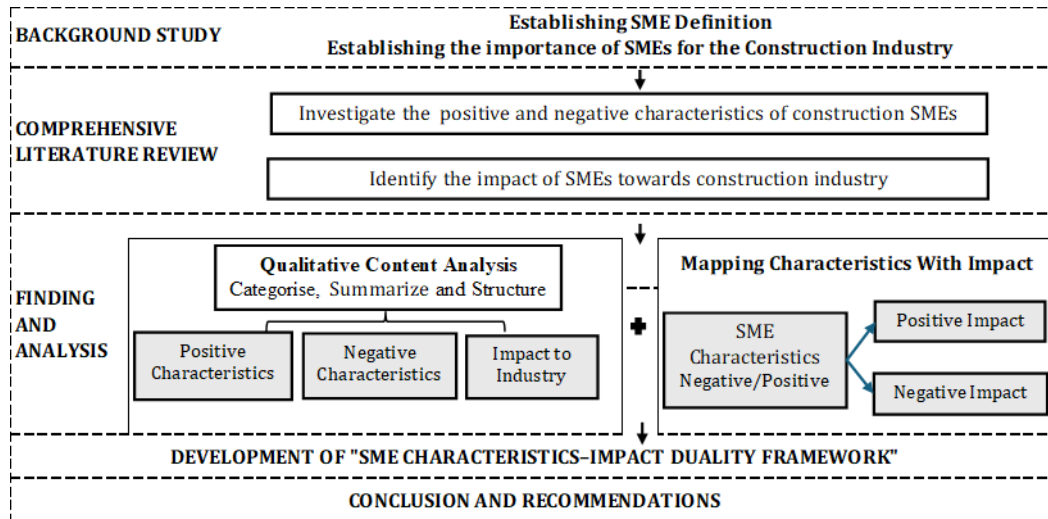 BACKGROUND STUDY
Establishing SME Definition
Establishing the importance of SMEs for the Construction Industry
COMPREHENSIVE
LITERATURE REVIEW
Investigate the positive and negative characteristics of construction SMEs
Identify the impact of SMEs towards construction industry
FINDING
AND
ANALYSIS
Qualitative Content Analysis
Categorise, Summarize and Structure
Positive
Characteristics
Negative
Characteristics
Impact to
Industry
Mapping Characteristics With Impact
SME
Characteristics
Negative/Positive
Positive Impact
Negative Impact
DEVELOPMENT OF "SME CHARACTERISTICS–IMPACT DUALITY FRAMEWORK"
CONCLUSION AND RECOMMENDATIONS